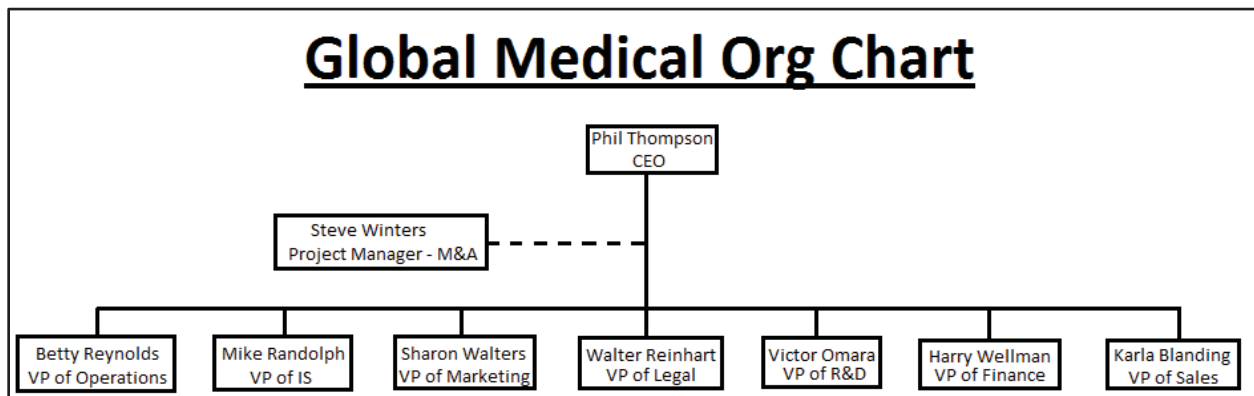 Global Medical Org Chart
Phil Thompson
CEO
Steve Winters
Project Manager - M&A
Betty Reynolds
VP of Operations
Mike Randolph
VP of IS
Sharon Walters
VP of Marketing
Walter Reinhart
VP of Legal
Victor Omara
VP of R&D
Harry Wellman
VP of Finance
Karla Blanding
VP of Sales